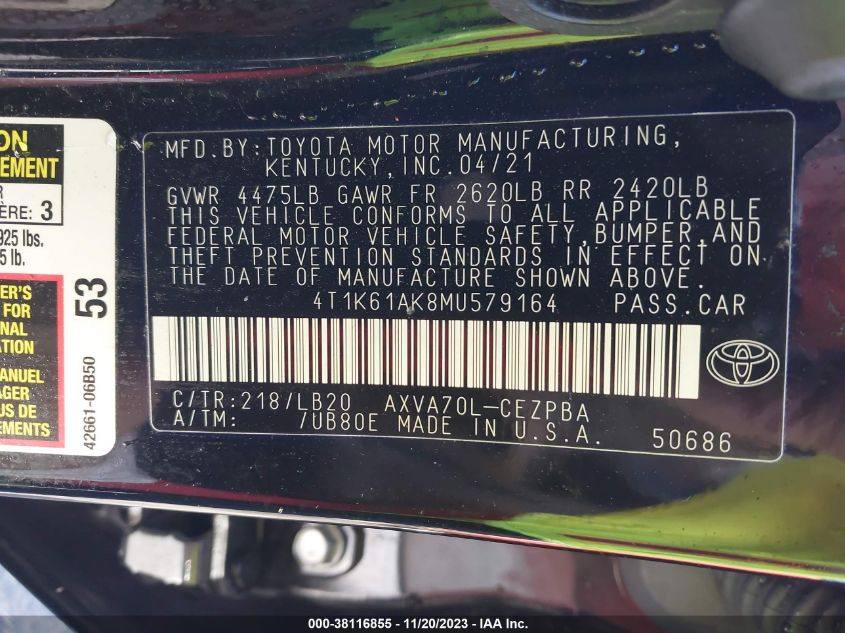 ON
EMENT
R
ÈRE: 3
925 lbs.
5 lb.
ER'S
FOR
ONAL
ATION
MANUEL
AGER
US DE
EMENTS.
53
42661-06B50
MFD. BY: TOYOTA MOTOR MANUFACTURING,
KENTUCKY, INC. 04/21
GVWR 4475LB GAWR FR 2620LB RR 2420LB
THIS VEHICLE CONFORMS TO ALL APPLICABLE
FEDERAL MOTOR VEHICLE SAFETY, BUMPER, AND
THEFT PREVENTION STANDARDS IN EFFECT ON
THE DATE OF MANUFACTURE SHOWN ABOVE.
4T1K61AK8MU579164 PASS. CAR
C/TR: 218/LB20 AXVA70L-CEZPBA
A/TM: /UB80E MADE IN U.S.A. 50686
000-38116855 - 11/20/2023 - IAA Inc.